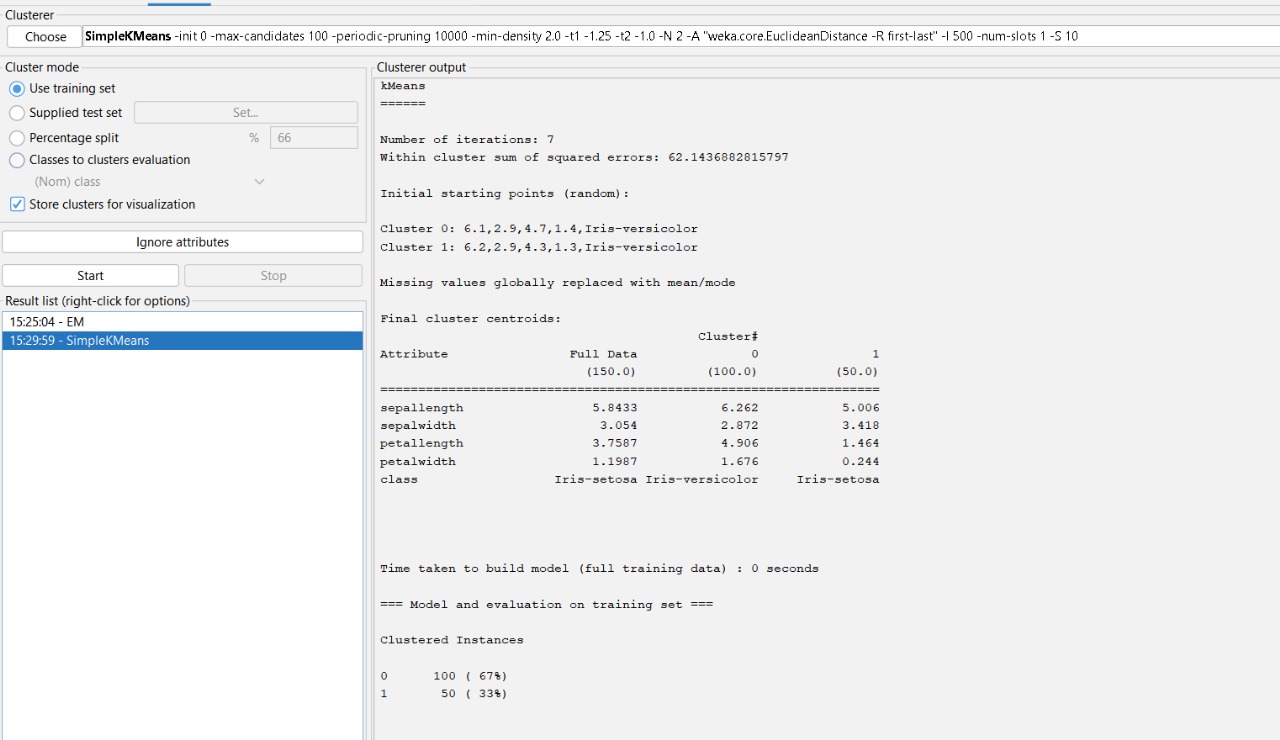 Clusterer
Choose SimpleKMeans -init 0 -max-candidates 100 -periodic-pruning 10000 -min-density 2.0 -t1 -1.25 -t2 -1.0 -N 2 -A "weka.core.EuclideanDistance -R first-last" -I 500 -num-slots 1 -S 10
Cluster mode
Use training set
Supplied test set Set...
Percentage split % 66
Classes to clusters evaluation
(Nom) class
Store clusters for visualization
Ignore attributes
Start Stop
Result list (right-click for options)
15:25:04 - EM
15:29:59 - SimpleKMeans
Clusterer output
kMeans
======
Number of iterations: 7
Within cluster sum of squared errors: 62.1436882815797
Initial starting points (random):
Cluster 0: 6.1,2.9,4.7,1.4,Iris-versicolor
Cluster 1: 6.2,2.9,4.3,1.3,Iris-versicolor
Missing values globally replaced with mean/mode
Final cluster centroids:
Cluster#
Attribute Full Data 0 1
(150.0) (100.0) (50.0)
==================================================================
sepallength 5.8433 6.262 5.006
sepalwidth 3.054 2.872 3.418
petallength 3.7587 4.906 1.464
petalwidth 1.1987 1.676 0.244
class Iris-setosa Iris-versicolor Iris-setosa
Time taken to build model (full training data) : 0 seconds
=== Model and evaluation on training set ===
Clustered Instances
0 100 ( 67%)
1 50 ( 33%)